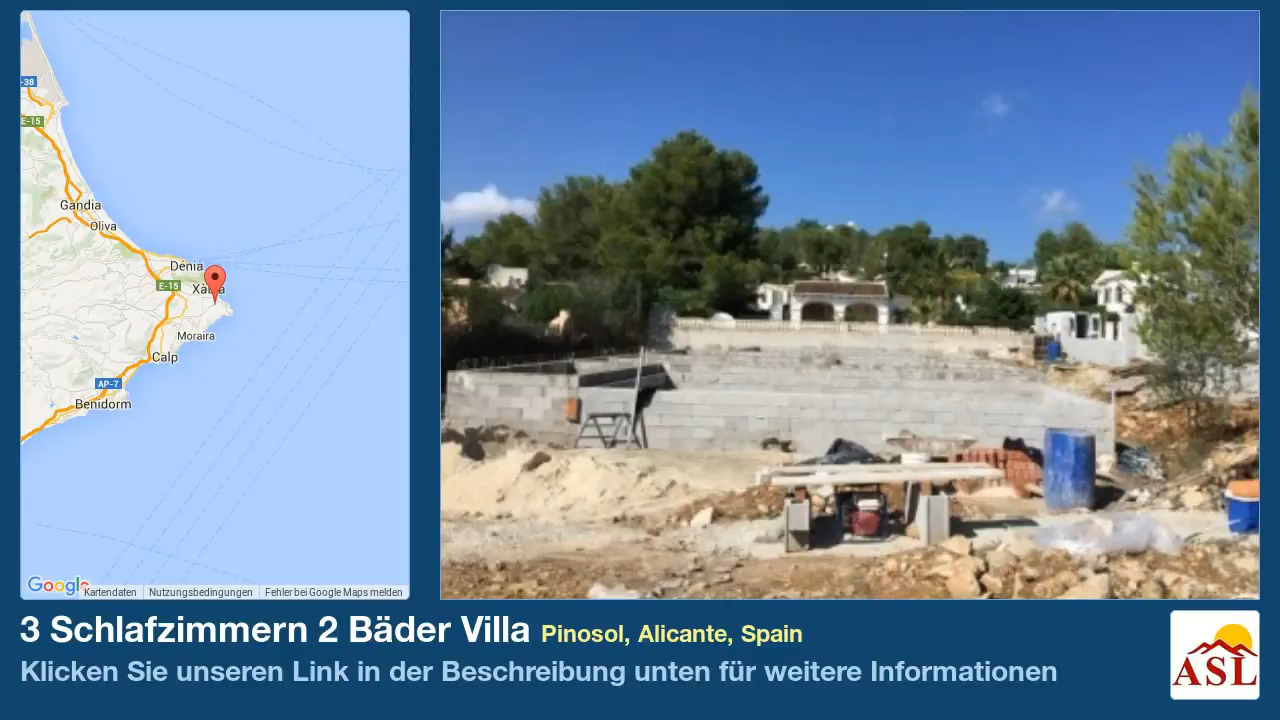 -38
E-15
Gandia
Oliva
Dénia
E-15
Moraira
Calp
AP-7
Benidorm
Google
Kartendaten Nutzungsbedingungen Fehler bei Google Maps melden
3 Schlafzimmern 2 Bäder Villa Pinosol, Alicante, Spain
Klicken Sie unseren Link in der Beschreibung unten für weitere Informationen
ASL